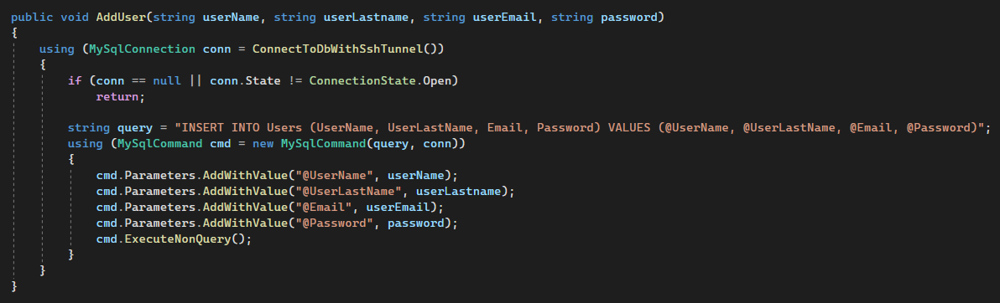 public void AddUser(string userName, string userLastname, string userEmail, string password)
{
    using (MySqlConnection conn = ConnectToDbWithSshTunnel())
    {
        if (conn == null || conn.State != ConnectionState.Open)
            return;

        string query = "INSERT INTO Users (UserName, UserLastName, Email, Password) VALUES (@UserName, @UserLastName, @Email, @Password)";
        using (MySqlCommand cmd = new MySqlCommand(query, conn))
        {
            cmd.Parameters.AddWithValue("@UserName", userName);
            cmd.Parameters.AddWithValue("@UserLastName", userLastname);
            cmd.Parameters.AddWithValue("@Email", userEmail);
            cmd.Parameters.AddWithValue("@Password", password);
            cmd.ExecuteNonQuery();
        }
    }
}